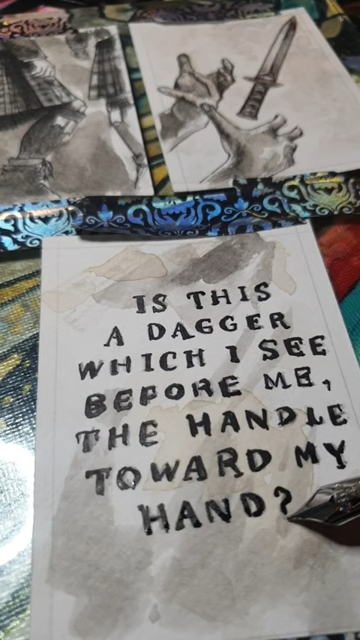 IS THIS
A DAGGER
WHICH I SEE
BEFORE ME,
THE HANDLE
TOWARD MY
HAND?